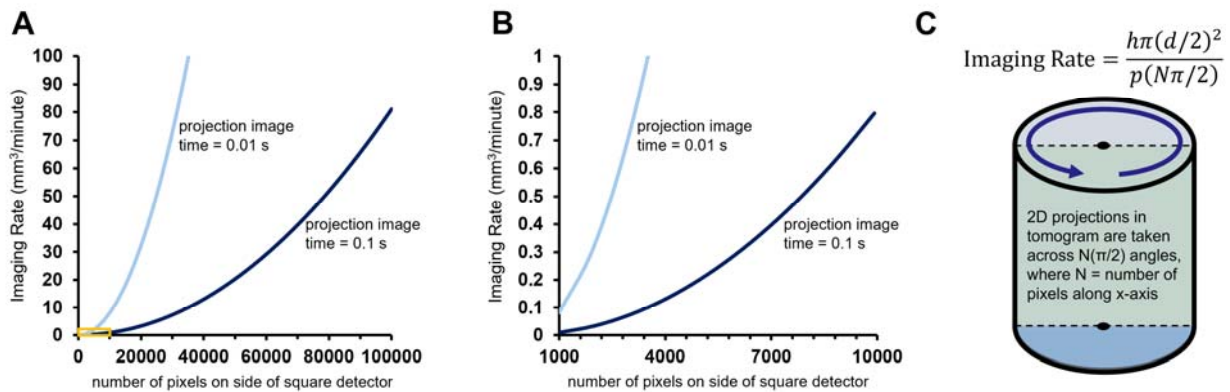 A
Imaging Rate (mm³/minute)
100
90
80
70
60
50
40
30
20
10
0
projection image
time = 0.01 s
projection image
time = 0.1 s
0 20000 40000 60000 80000 100000
number of pixels on side of square detector
B
Imaging Rate (mm³/minute)
1
0.9
0.8
0.7
0.6
0.5
0.4
0.3
0.2
0.1
0
projection image
time = 0.01 s
projection image
time = 0.1 s
1000 4000 7000 10000
number of pixels on side of square detector
C
Imaging Rate = hπ(d/2)² / p(Nπ/2)
2D projections in
tomogram are taken
across N(π/2) angles,
where N = number of
pixels along x-axis